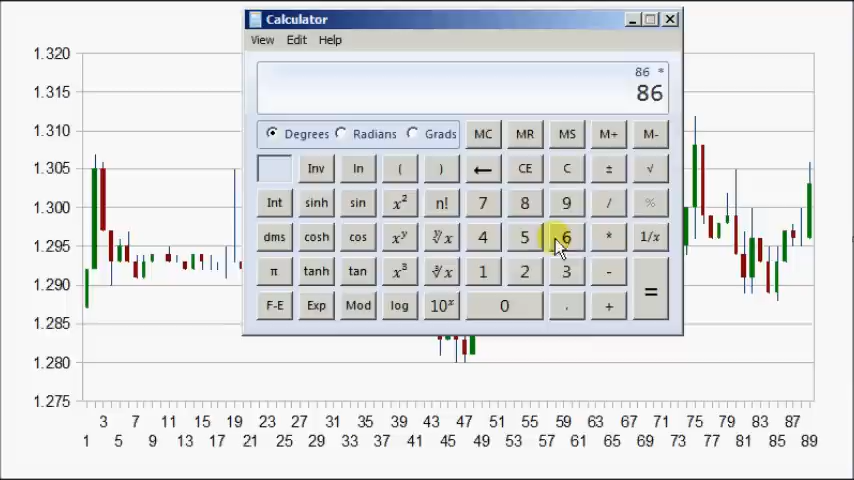 Calculator
View Edit Help
86 *
86
Degrees Radians Grads MC MR MS M+ M-
Inv ln ( ) ← CE C ± √
Int sinh sin x² n! 7 8 9 / %
dms cosh cos xʸ ʸ√x 4 5 6 * 1/x
π tanh tan x³ ³√x 1 2 3 - =
F-E Exp Mod log 10ˣ 0 . +
1.320
1.315
1.310
1.305
1.300
1.295
1.290
1.285
1.280
1.275
3 7 11 15 19 23 27 31 35 39 43 47 51 55 59 63 67 71 75 79 83 87
1 5 9 13 17 21 25 29 33 37 41 45 49 53 57 61 65 69 73 77 81 85 89